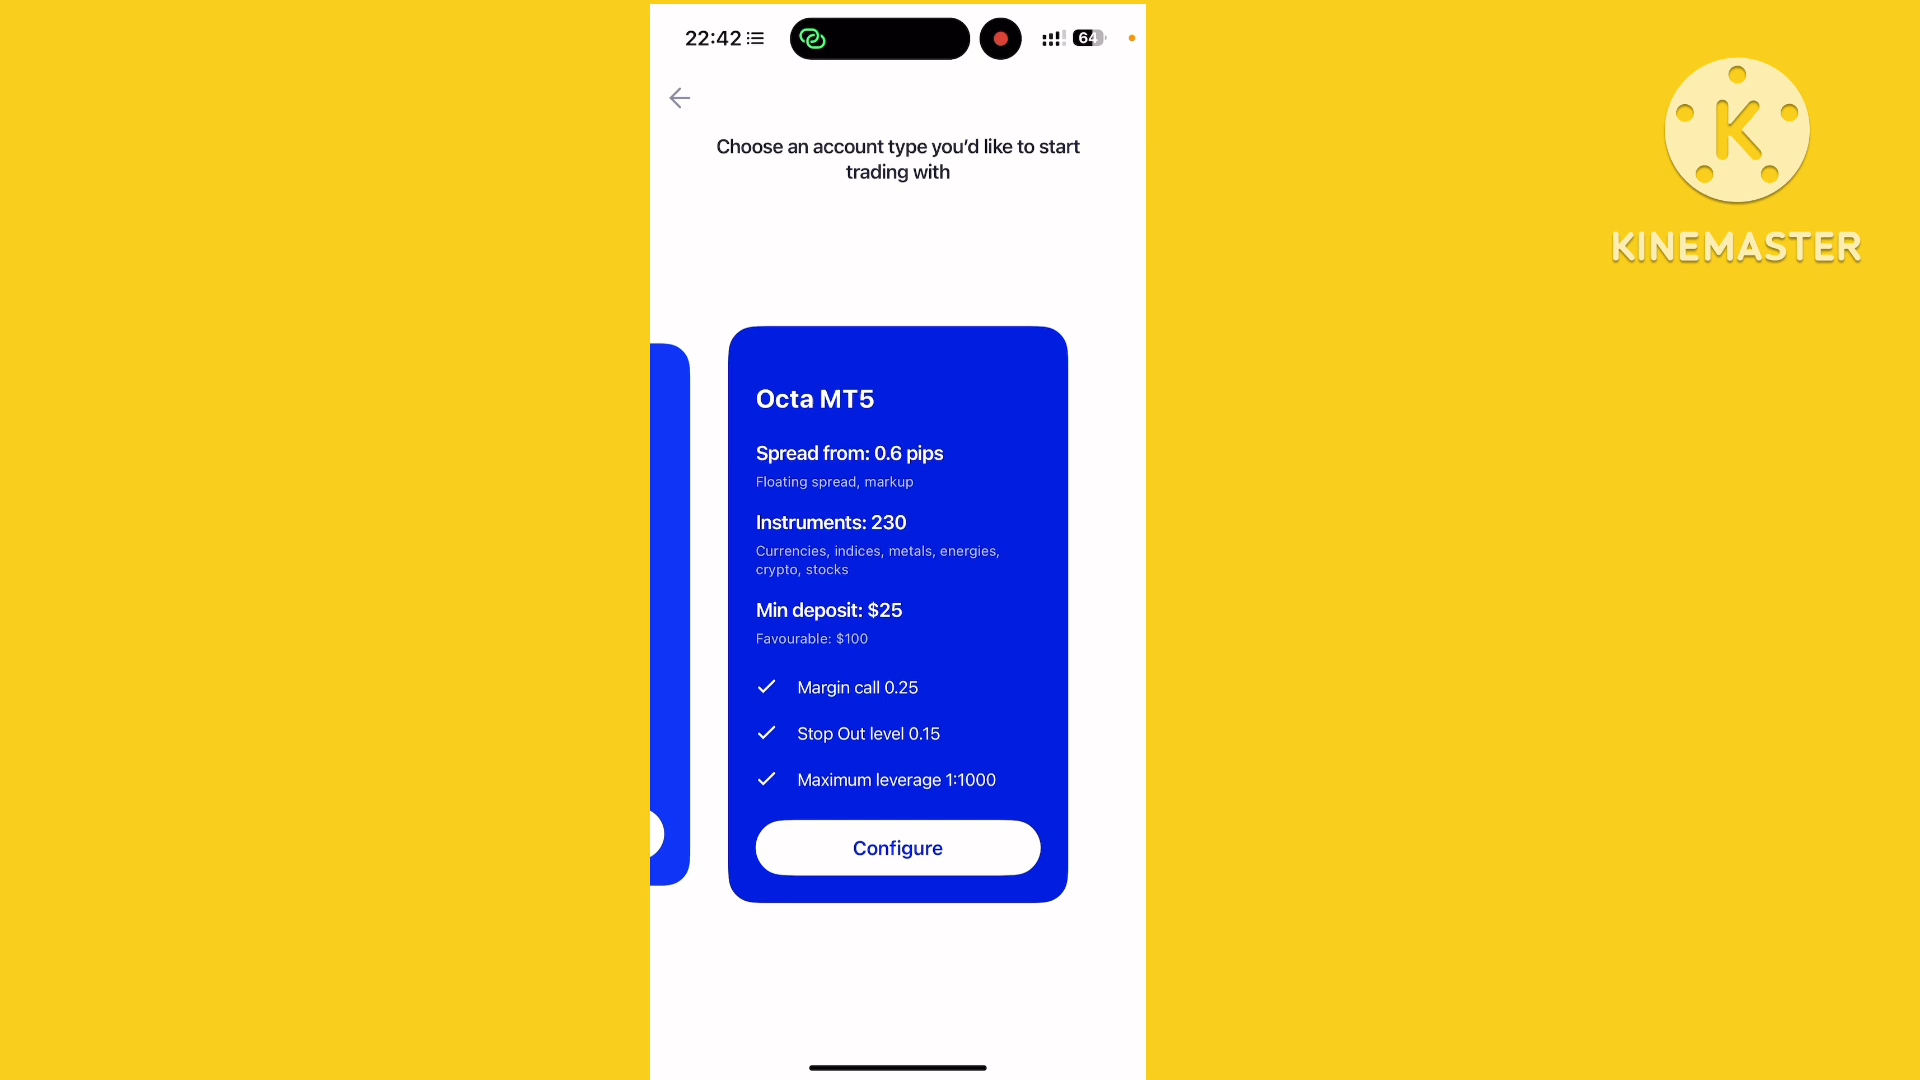 22:42
64
Choose an account type you’d like to start
trading with
Octa MT5
Spread from: 0.6 pips
Floating spread, markup
Instruments: 230
Currencies, indices, metals, energies,
crypto, stocks
Min deposit: $25
Favourable: $100
Margin call 0.25
Stop Out level 0.15
Maximum leverage 1:1000
Configure
K
KINEMASTER